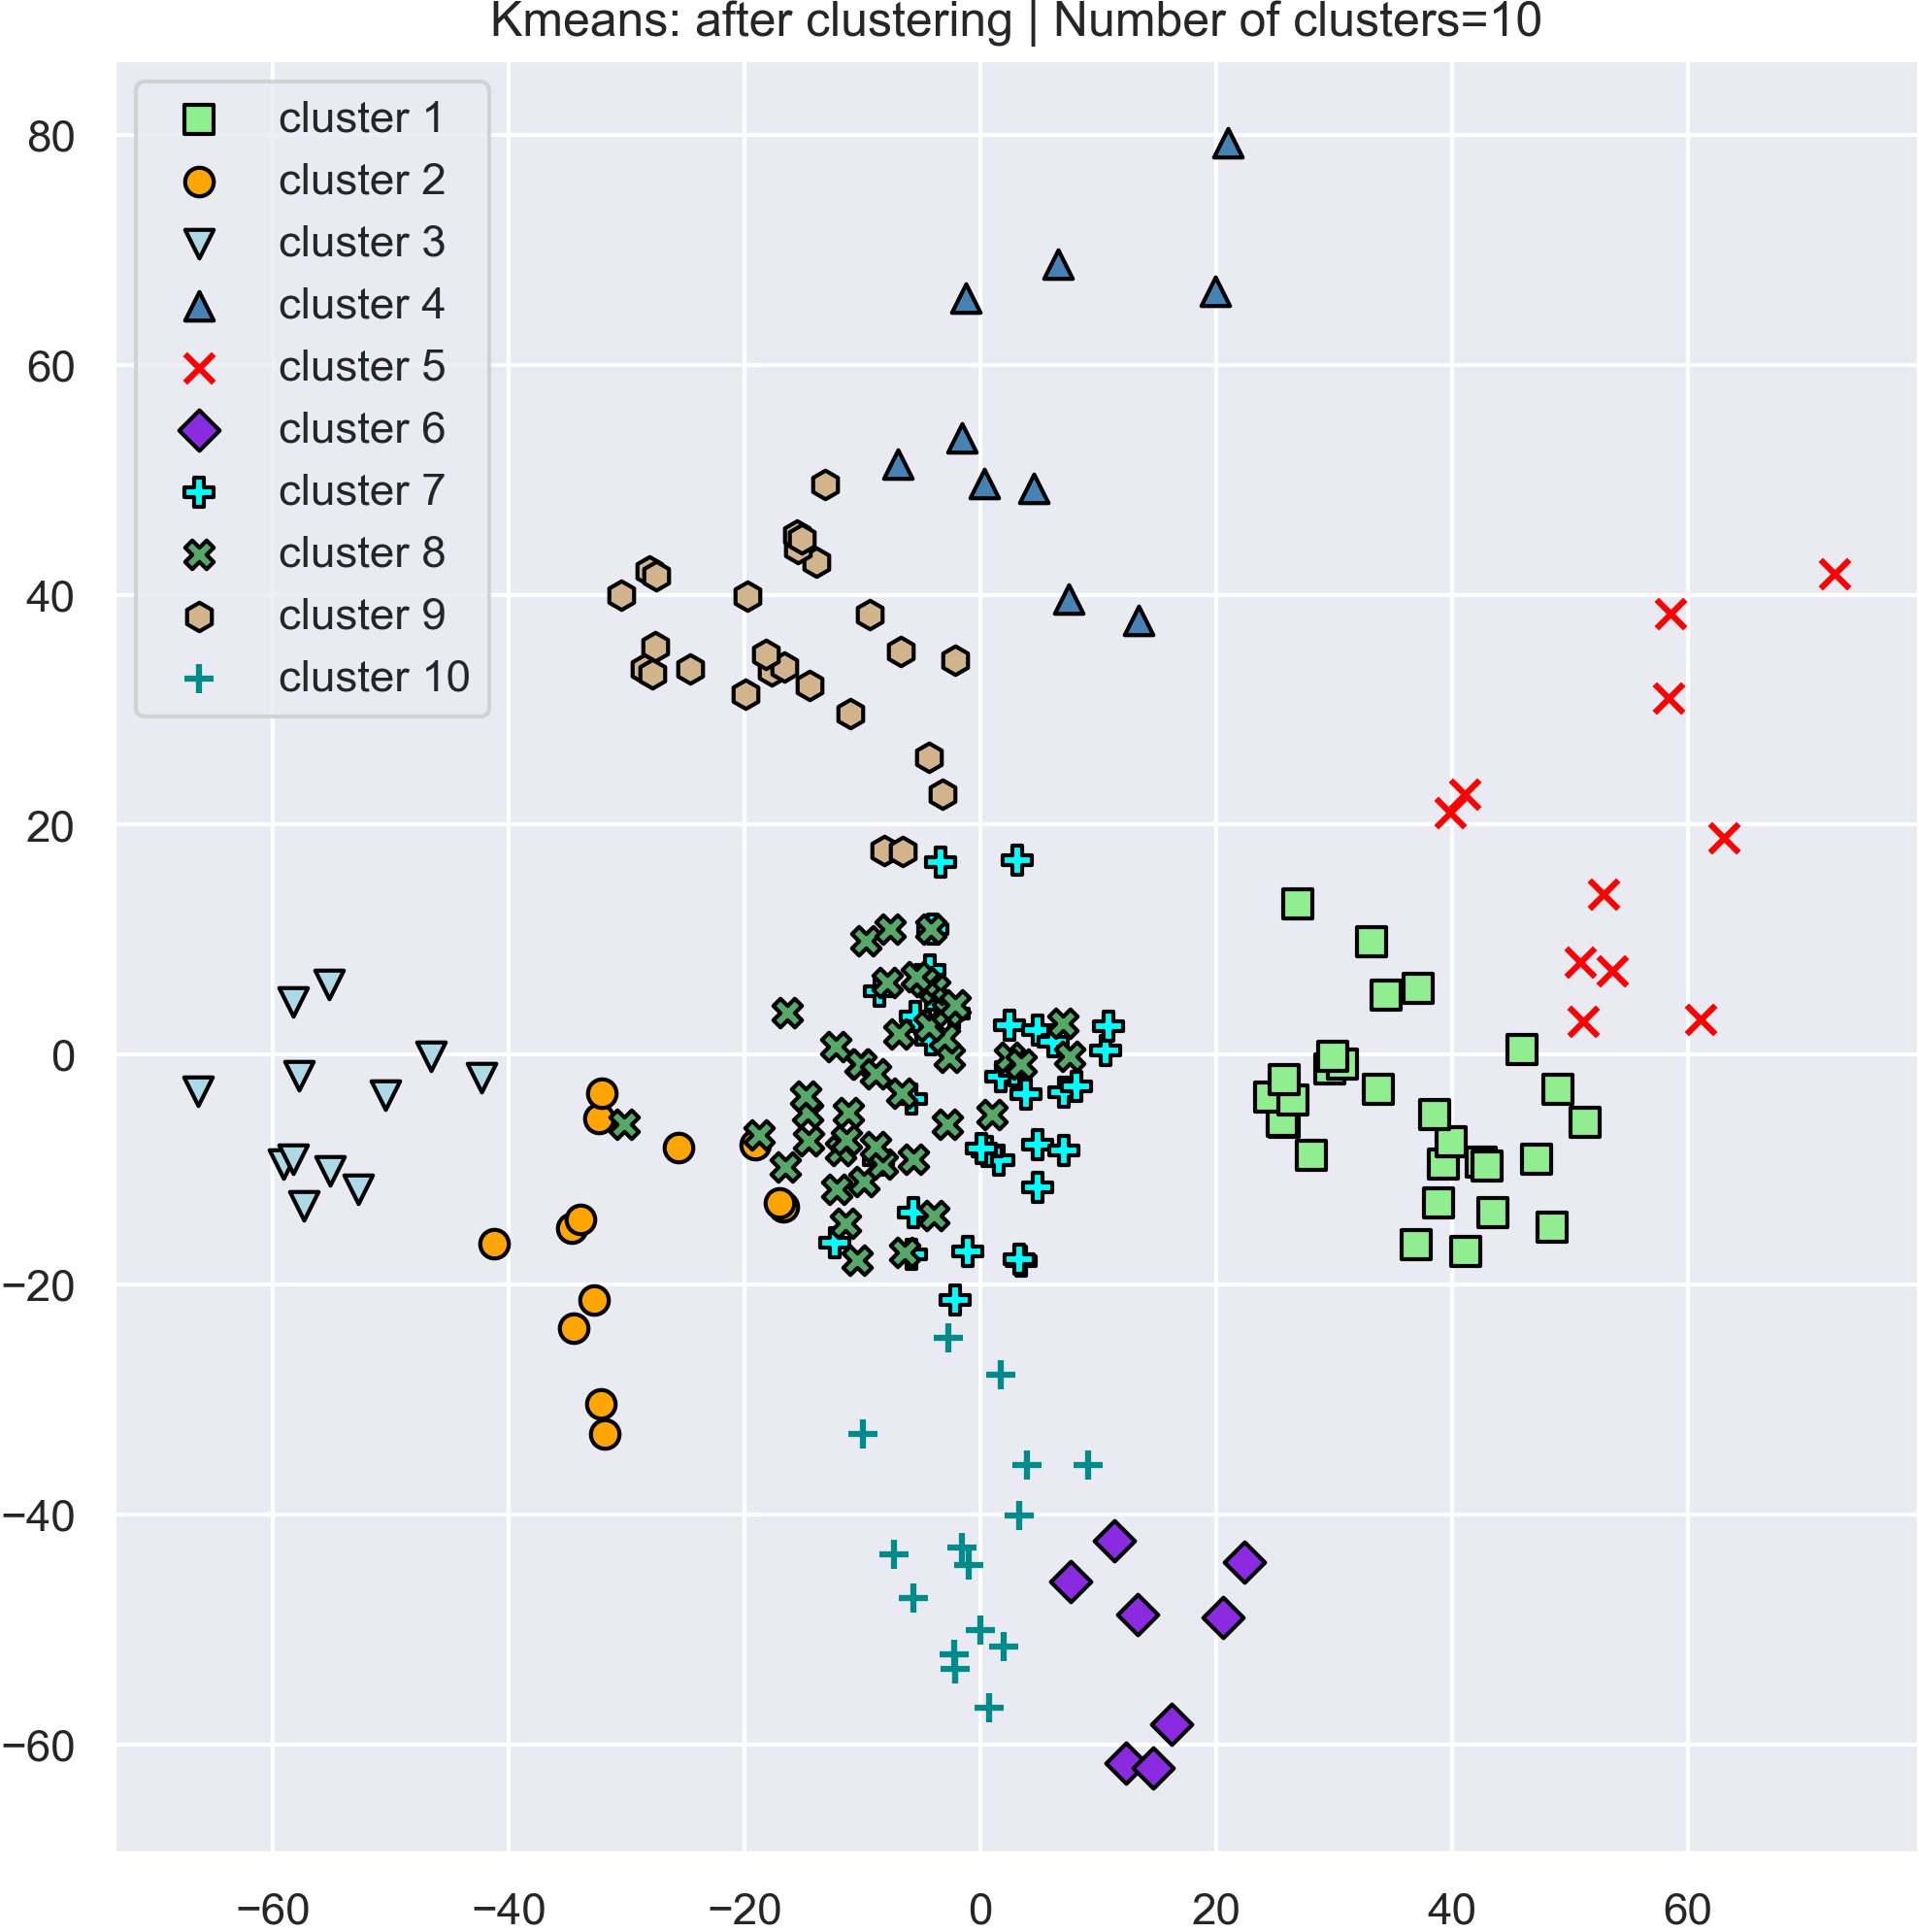 Kmeans: after clustering | Number of clusters=10
cluster 1
cluster 2
cluster 3
cluster 4
cluster 5
cluster 6
cluster 7
cluster 8
cluster 9
cluster 10
80
60
40
20
0
−20
−40
−60
−60 −40 −20 0 20 40 60